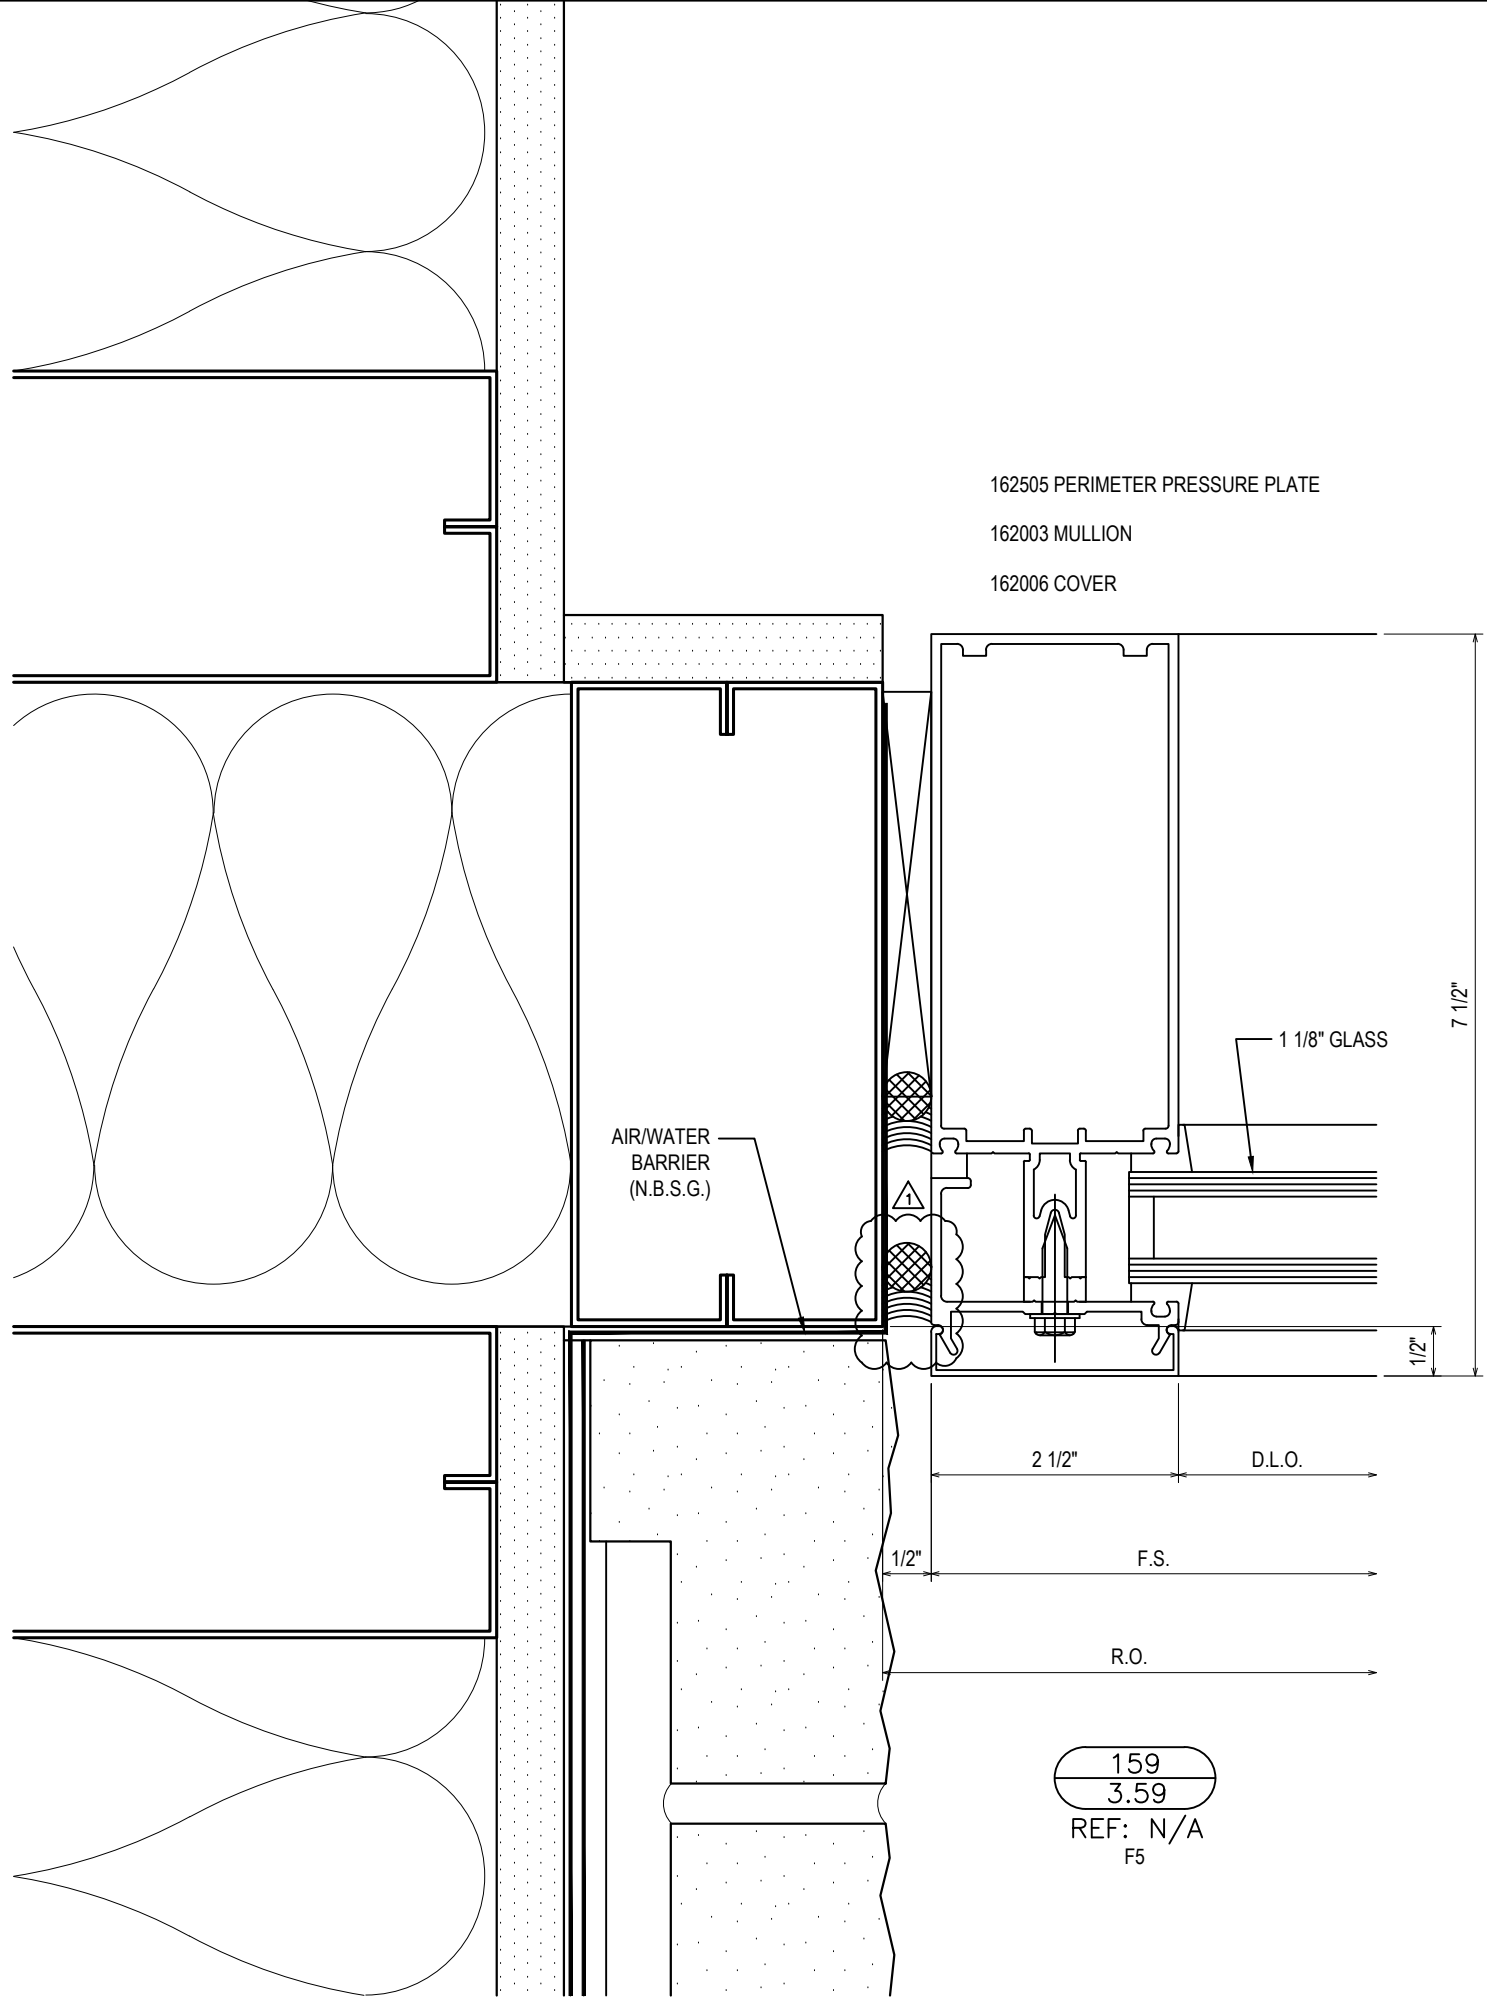 162505 PERIMETER PRESSURE PLATE
162003 MULLION
162006 COVER
7 1/2"
1 1/8" GLASS
AIR/WATER
BARRIER
(N.B.S.G.)
1
1/2"
2 1/2"
D.L.O.
1/2"
F.S.
R.O.
159
3.59
REF: N/A
F5